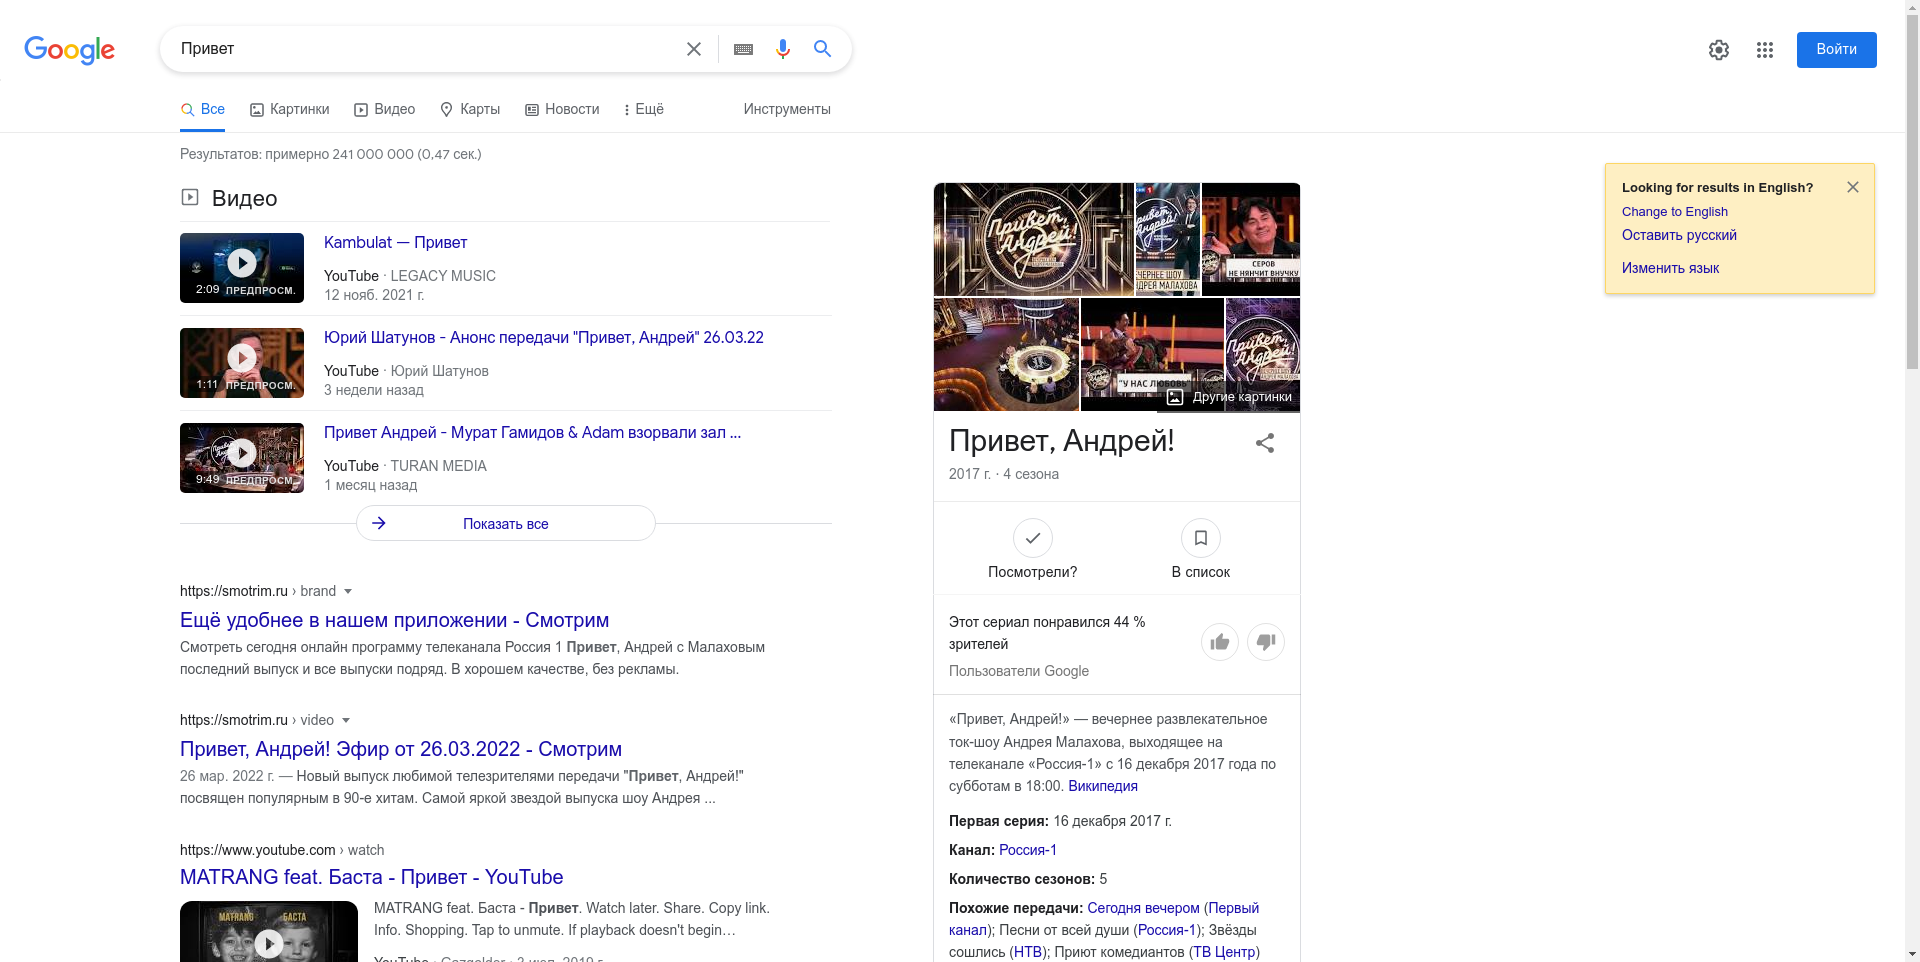 Google
Привет
Войти
Все
Картинки
Видео
Карты
Новости
Ещё
Инструменты
Результатов: примерно 241 000 000 (0,47 сек.)
Видео
2:09 ПРЕДПРОСМ.
Kambulat — Привет
YouTube · LEGACY MUSIC
12 нояб. 2021 г.
1:11 ПРЕДПРОСМ.
Юрий Шатунов - Анонс передачи "Привет, Андрей" 26.03.22
YouTube · Юрий Шатунов
3 недели назад
9:49 ПРЕДПРОСМ.
Привет Андрей - Мурат Гамидов & Adam взорвали зал ...
YouTube · TURAN MEDIA
1 месяц назад
Показать все
https://smotrim.ru › brand
Ещё удобнее в нашем приложении - Смотрим
Смотреть сегодня онлайн программу телеканала Россия 1 Привет, Андрей с Малаховым
последний выпуск и все выпуски подряд. В хорошем качестве, без рекламы.
https://smotrim.ru › video
Привет, Андрей! Эфир от 26.03.2022 - Смотрим
26 мар. 2022 г. — Новый выпуск любимой телезрителями передачи "Привет, Андрей!"
посвящен популярным в 90-е хитам. Самой яркой звездой выпуска шоу Андрея ...
https://www.youtube.com › watch
MATRANG feat. Баста - Привет - YouTube
MATRANG БАСТА
MATRANG feat. Баста - Привет. Watch later. Share. Copy link.
Info. Shopping. Tap to unmute. If playback doesn't begin…
Привет,
Андрей!
Привет,
Андрей!
ЧЕРНЕЕ ШОУ
НДРЕЯ МАЛАХОВА
СЕРОВ
НЕ НЯНЧИТ ВНУЧКУ
"У НАС ЛЮБОВЬ"
Привет,
Андрей!
Другие картинки
Привет, Андрей!
2017 г. · 4 сезона
Посмотрели?
В список
Этот сериал понравился 44 %
зрителей
Пользователи Google
«Привет, Андрей!» — вечернее развлекательное
ток-шоу Андрея Малахова, выходящее на
телеканале «Россия-1» с 16 декабря 2017 года по
субботам в 18:00. Википедия
Первая серия: 16 декабря 2017 г.
Канал: Россия-1
Количество сезонов: 5
Похожие передачи: Сегодня вечером (Первый
канал); Песни от всей души (Россия-1); Звёзды
сошлись (НТВ); Приют комедиантов (ТВ Центр)
Looking for results in English?
Change to English
Оставить русский
Изменить язык